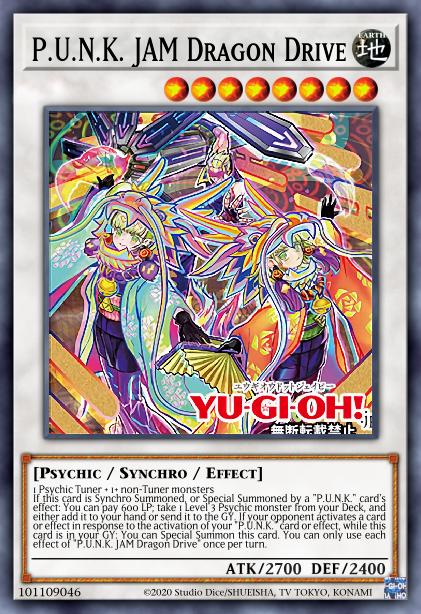 P.U.N.K. JAM DRAGON DRIVE
EARTH
地
YU-GI-OH!
無断転載禁止
[PSYCHIC / SYNCHRO / EFFECT]
1 Psychic Tuner + 1+ non-Tuner monsters
If this card is Synchro Summoned, or Special Summoned by a "P.U.N.K." card's
effect: You can pay 600 LP; take 1 Level 3 Psychic monster from your Deck, and
either add it to your hand or send it to the GY. If your opponent activates a card
or effect in response to the activation of your "P.U.N.K." card or effect, while this
card is in your GY: You can Special Summon this card. You can only use each
effect of "P.U.N.K. JAM Dragon Drive" once per turn.
ATK/2700 DEF/2400
101109046
©2020 Studio Dice/SHUEISHA, TV TOKYO, KONAMI